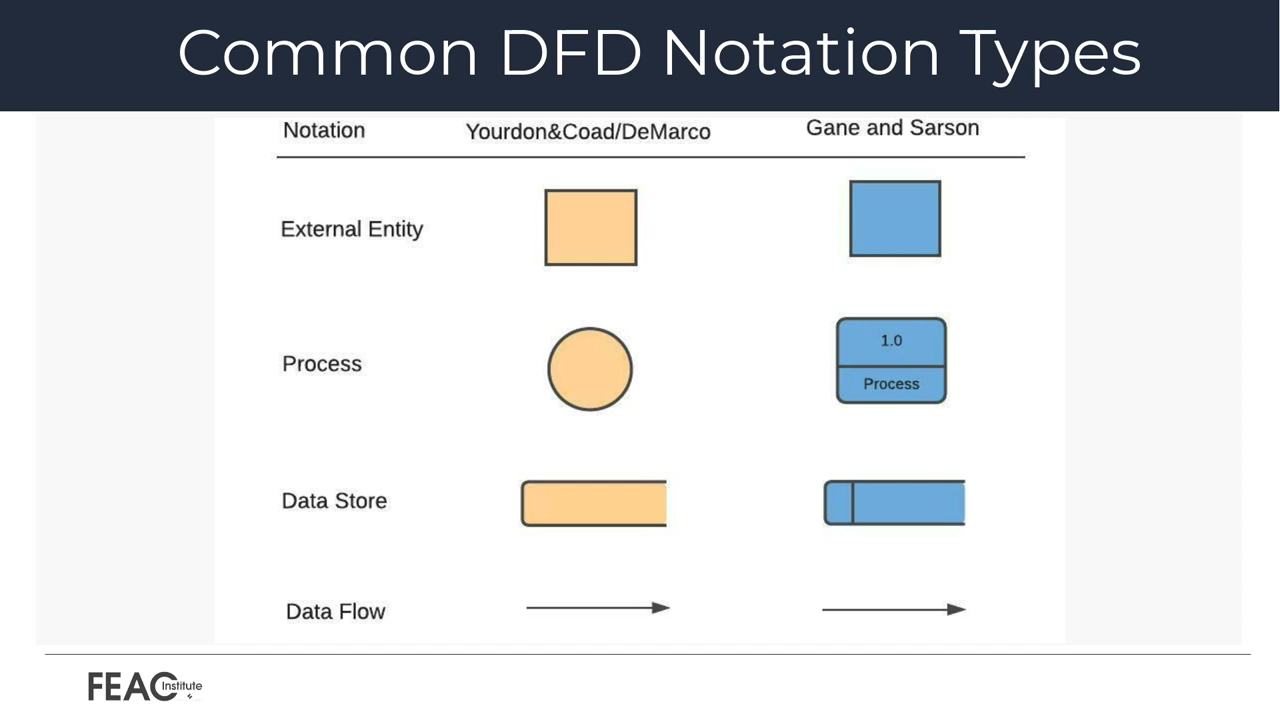 Common DFD Notation Types
Notation Yourdon&Coad/DeMarco Gane and Sarson
External Entity
Process 1.0
Process
Data Store
Data Flow
FEAC Institute